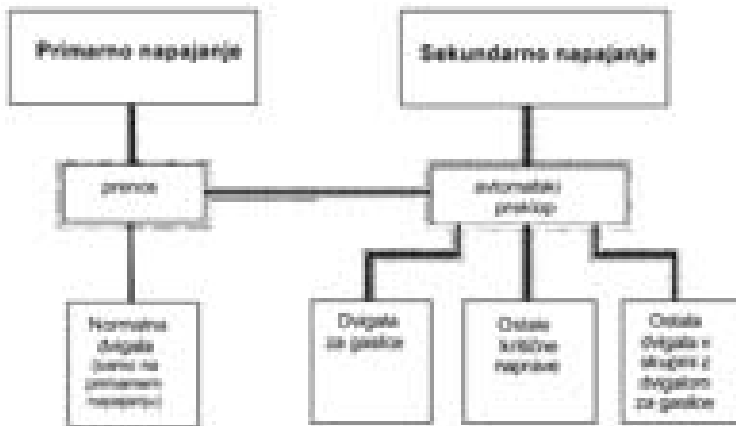 Primarno napajanje
Sekundarno napajanje
avtomatski
preklop
Normalna
dvigala
(samo na
primarnem
napajanju)
Dvigala
za gasilce
Ostale
kritične
naprave
Ostala
dvigala v
skupini z
dvigalom
za gasilce